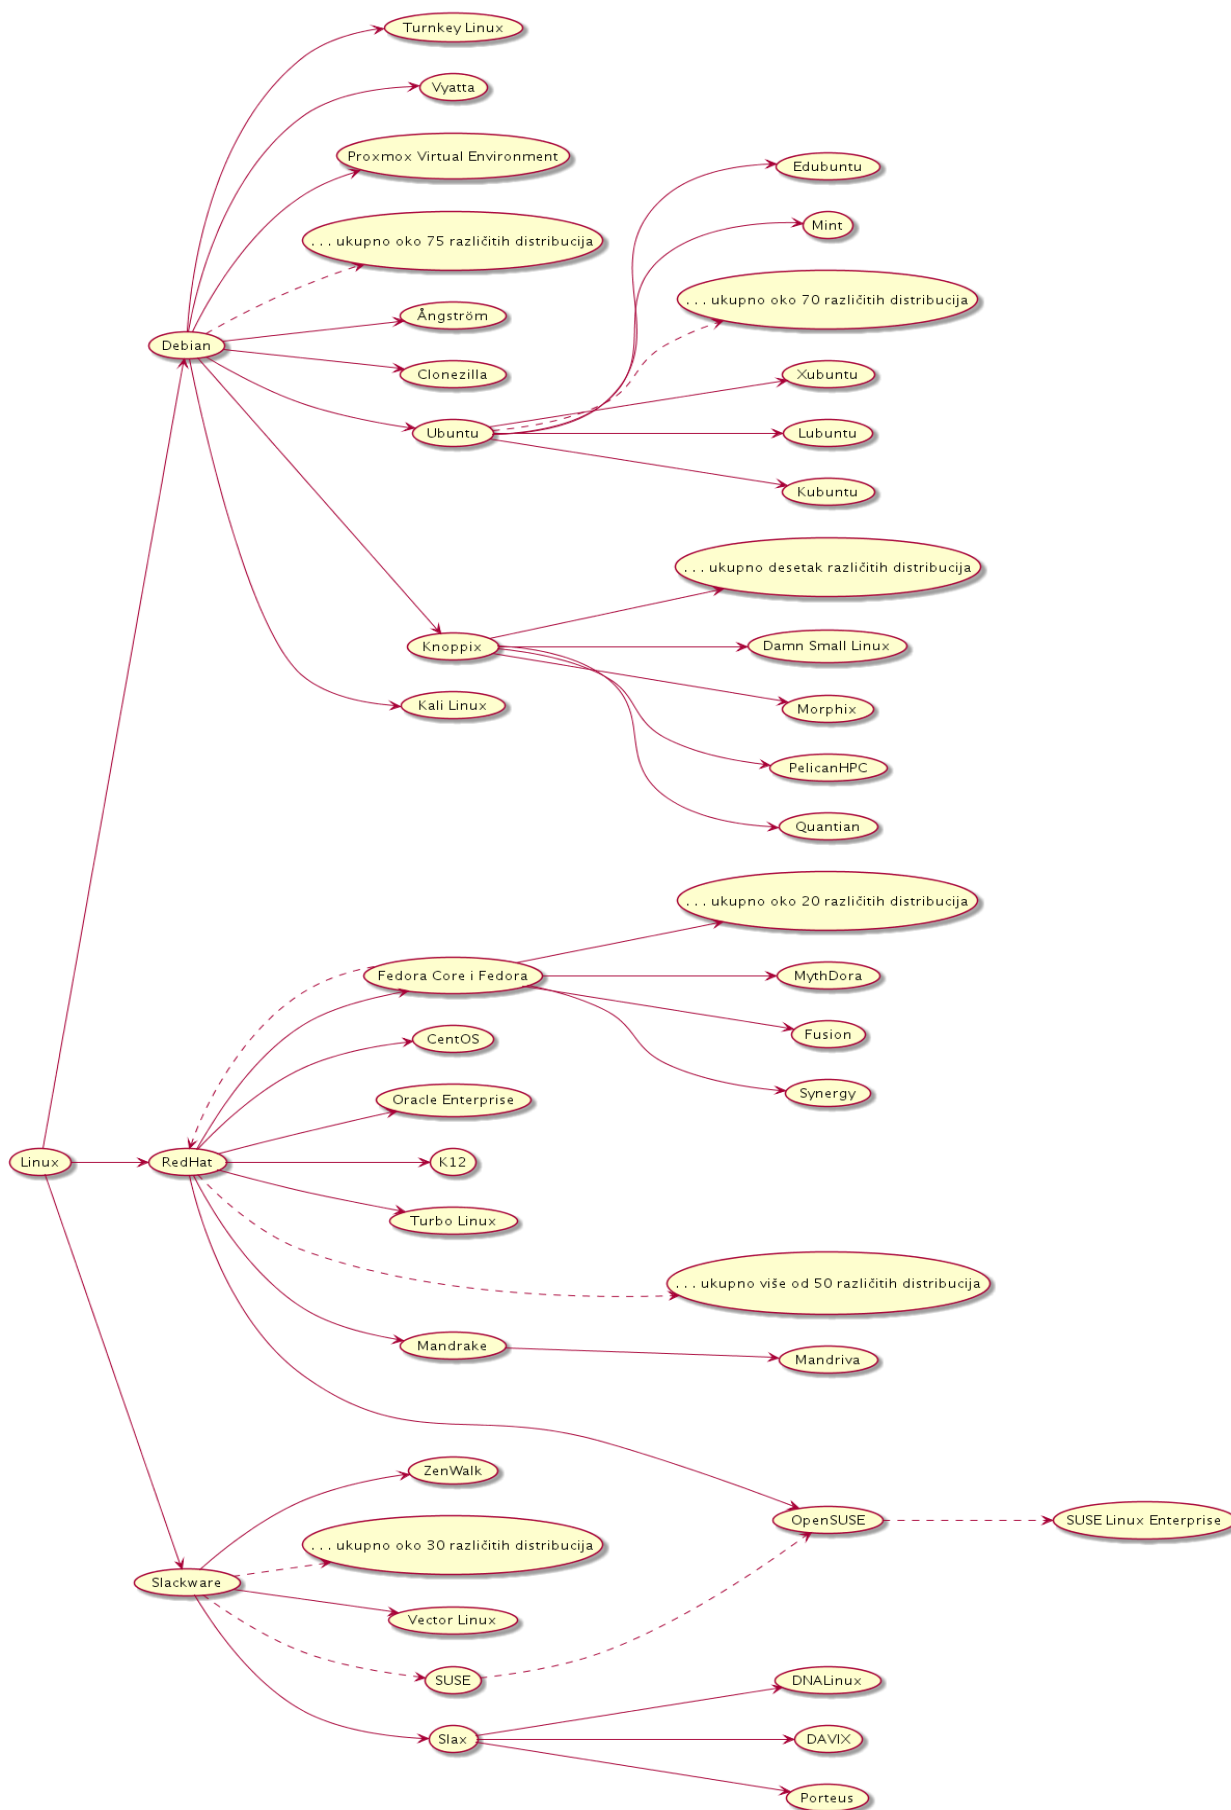 Turnkey Linux
Vyatta
Proxmox Virtual Environment
Edubuntu
Mint
. . . ukupno oko 75 različitih distribucija
. . . ukupno oko 70 različitih distribucija
Ångström
Debian
Clonezilla
Xubuntu
Ubuntu
Lubuntu
Kubuntu
. . . ukupno desetak različitih distribucija
Knoppix
Damn Small Linux
Kali Linux
Morphix
PelicanHPC
Quantian
. . . ukupno oko 20 različitih distribucija
Fedora Core i Fedora
MythDora
CentOS
Fusion
Oracle Enterprise
Synergy
Linux
RedHat
K12
Turbo Linux
. . . ukupno više od 50 različitih distribucija
Mandrake
Mandriva
ZenWalk
OpenSUSE
SUSE Linux Enterprise
. . . ukupno oko 30 različitih distribucija
Slackware
Vector Linux
SUSE
DNALinux
Slax
DAVIX
Porteus